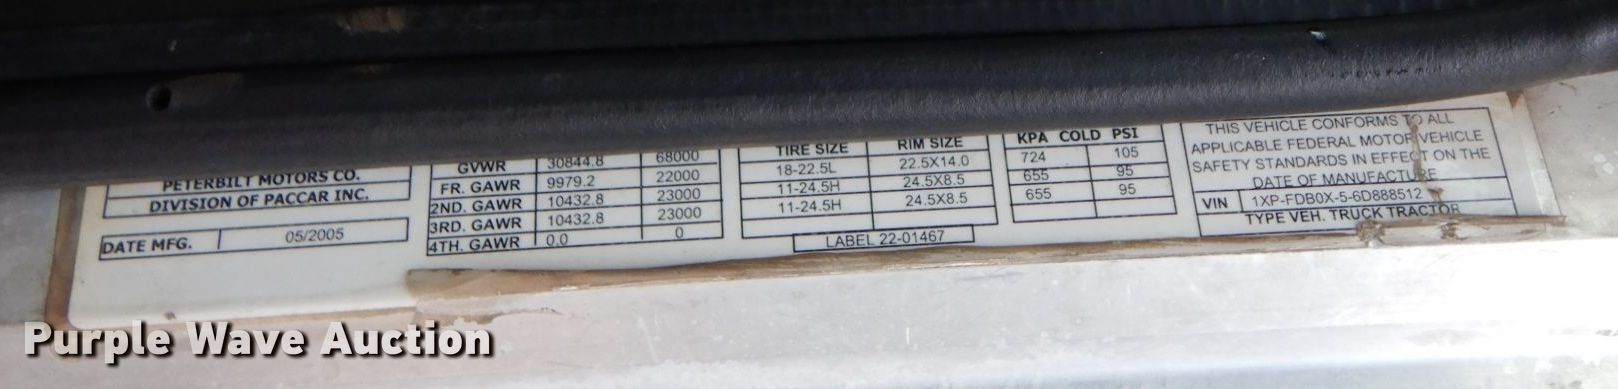 PETERBILT MOTORS CO.
DIVISION OF PACCAR INC.
DATE MFG. 05/2005
GVWR 30844.8 68000
FR. GAWR 9979.2 22000
2ND. GAWR 10432.8 23000
3RD. GAWR 10432.8 23000
4TH. GAWR 0.0 0
TIRE SIZE RIM SIZE
18-22.5L 22.5X14.0
11-24.5H 24.5X8.5
11-24.5H 24.5X8.5
LABEL 22-01467
KPA COLD PSI
724 105
655 95
655 95
THIS VEHICLE CONFORMS TO ALL
APPLICABLE FEDERAL MOTOR VEHICLE
SAFETY STANDARDS IN EFFECT ON THE
DATE OF MANUFACTURE
VIN 1XP-FDB0X-5-6D888512
TYPE VEH. TRUCK TRACTOR
Purple Wave Auction